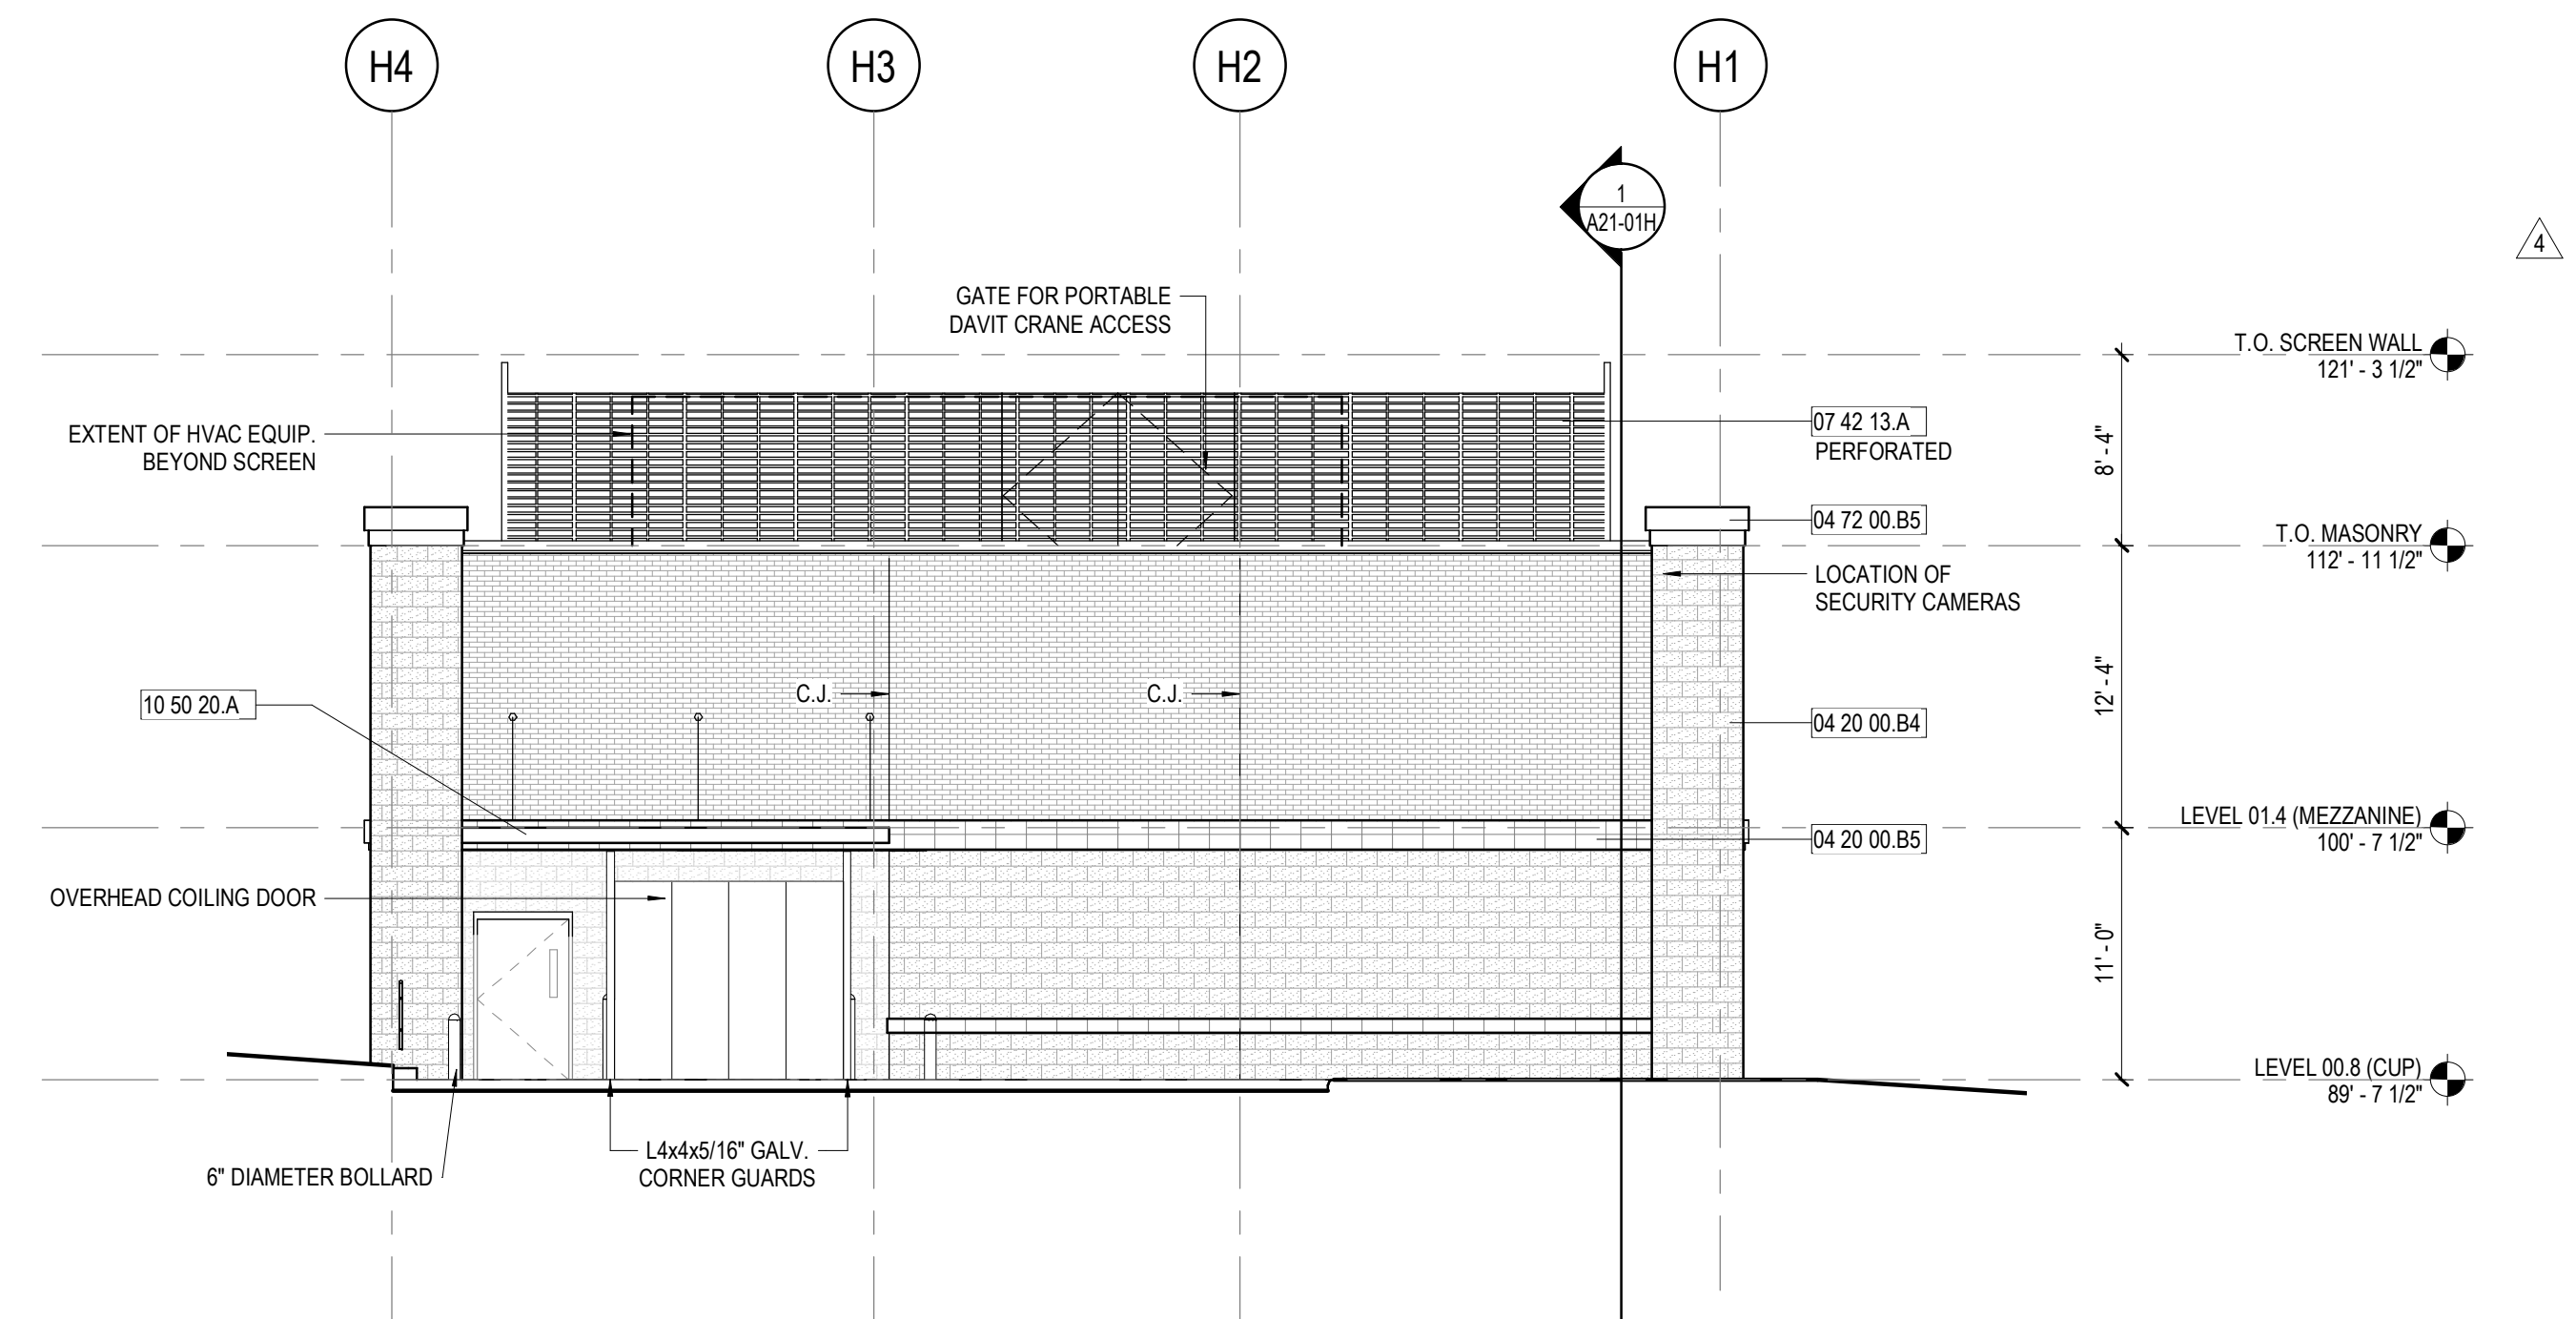 H4
H3
H2
H1
1
A21-01H
4
GATE FOR PORTABLE
DAVIT CRANE ACCESS
T.O. SCREEN WALL
121' - 3 1/2"
EXTENT OF HVAC EQUIP.
BEYOND SCREEN
07 42 13.A
PERFORATED
8' - 4"
04 72 00.B5
T.O. MASONRY
112' - 11 1/2"
LOCATION OF
SECURITY CAMERAS
10 50 20.A
C.J.
C.J.
04 20 00.B4
12' - 4"
LEVEL 01.4 (MEZZANINE)
100' - 7 1/2"
04 20 00.B5
OVERHEAD COILING DOOR
11' - 0"
LEVEL 00.8 (CUP)
89' - 7 1/2"
6" DIAMETER BOLLARD
L4x4x5/16" GALV.
CORNER GUARDS